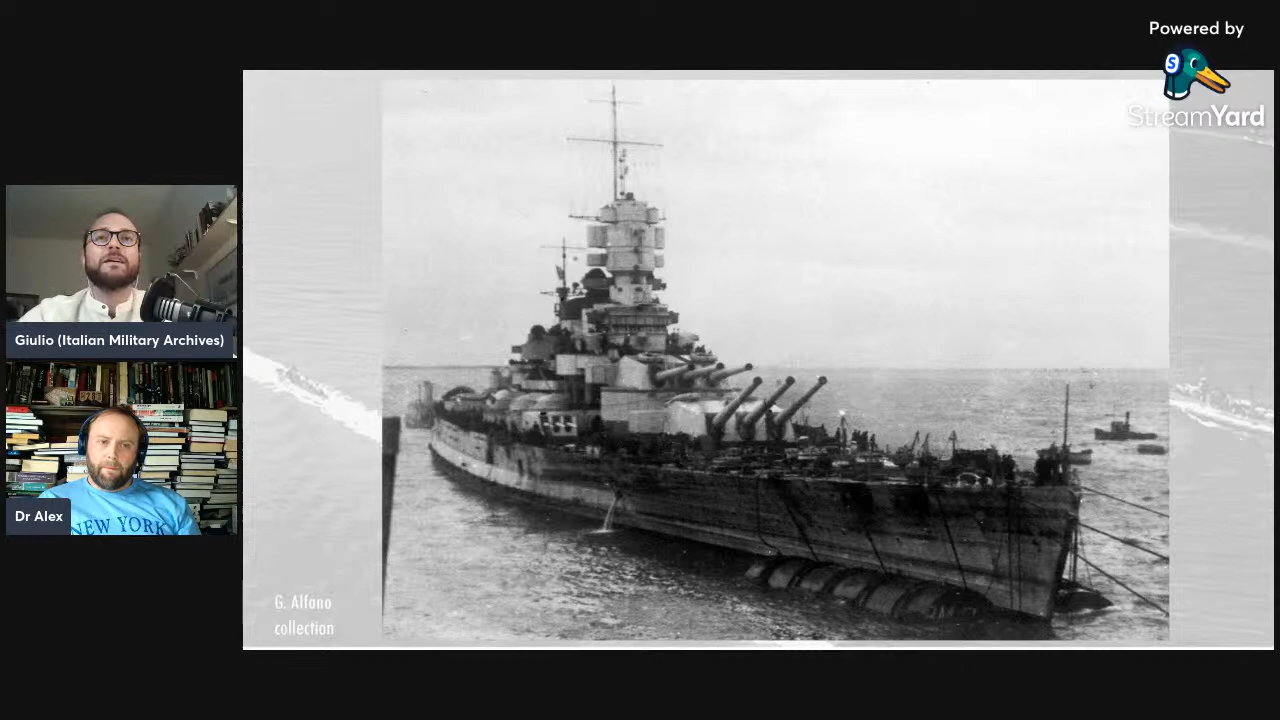 Powered by
S
StreamYard
Giulio (Italian Military Archives)
Dr Alex
NEW YORK
G. Alfano
collection